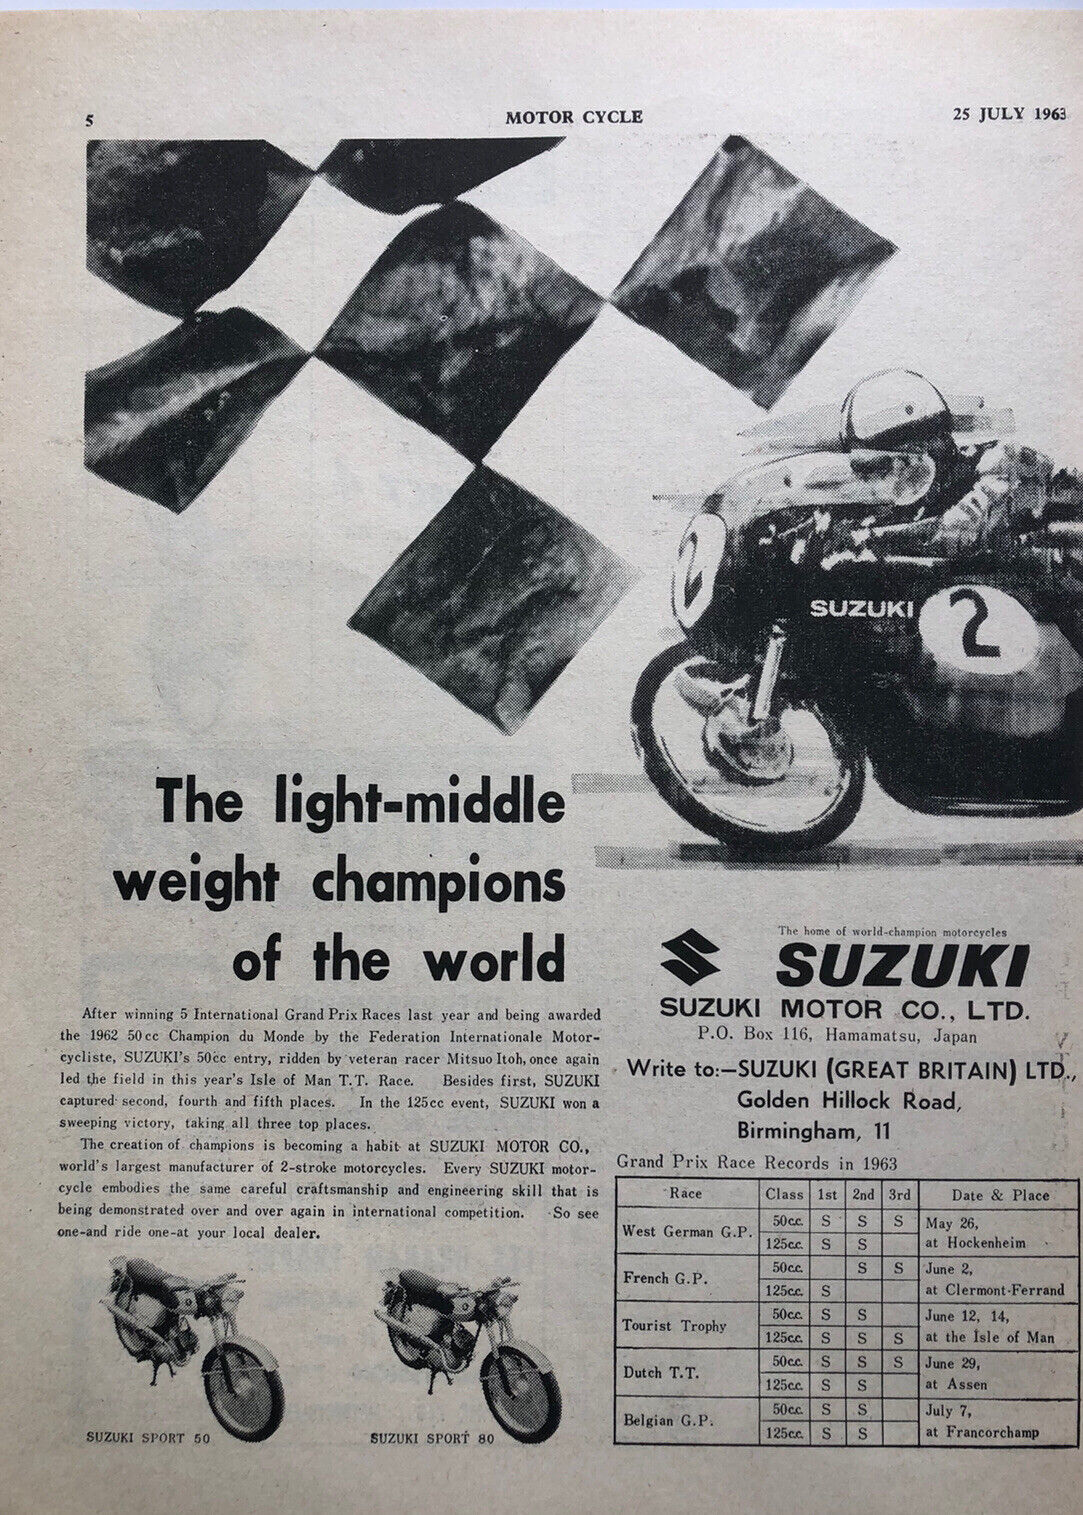 5 MOTOR CYCLE 25 JULY 1963
2
SUZUKI 2
The light-middle
weight champions
of the world
After winning 5 International Grand Prix Races last year and being awarded
the 1962 50cc Champion du Monde by the Federation Internationale Motor-
cycliste, SUZUKI's 50cc entry, ridden by veteran racer Mitsuo Itoh, once again
led the field in this year's Isle of Man T.T. Race. Besides first, SUZUKI
captured second, fourth and fifth places. In the 125cc event, SUZUKI won a
sweeping victory, taking all three top places.
The creation of champions is becoming a habit at SUZUKI MOTOR CO.,
world's largest manufacturer of 2-stroke motorcycles. Every SUZUKI motor-
cycle embodies the same careful craftsmanship and engineering skill that is
being demonstrated over and over again in international competition. So see
one-and ride one-at your local dealer.
SUZUKI SPORT 50
SUZUKI SPORT 80
The home of world-champion motorcycles
SUZUKI
SUZUKI MOTOR CO., LTD.
P.O. Box 116, Hamamatsu, Japan
Write to:—SUZUKI (GREAT BRITAIN) LTD.,
Golden Hillock Road,
Birmingham, 11
Grand Prix Race Records in 1963
Race Class 1st 2nd 3rd Date & Place
West German G.P. 50c.c. S S S May 26,
125c.c. S S at Hockenheim
French G.P. 50c.c. S S June 2,
125c.c. S at Clermont-Ferrand
Tourist Trophy 50c.c. S S June 12, 14,
125c.c. S S S at the Isle of Man
Dutch T.T. 50c.c. S S S June 29,
125c.c. S S at Assen
Belgian G.P. 50c.c. S S July 7,
125c.c. S S at Francorchamp